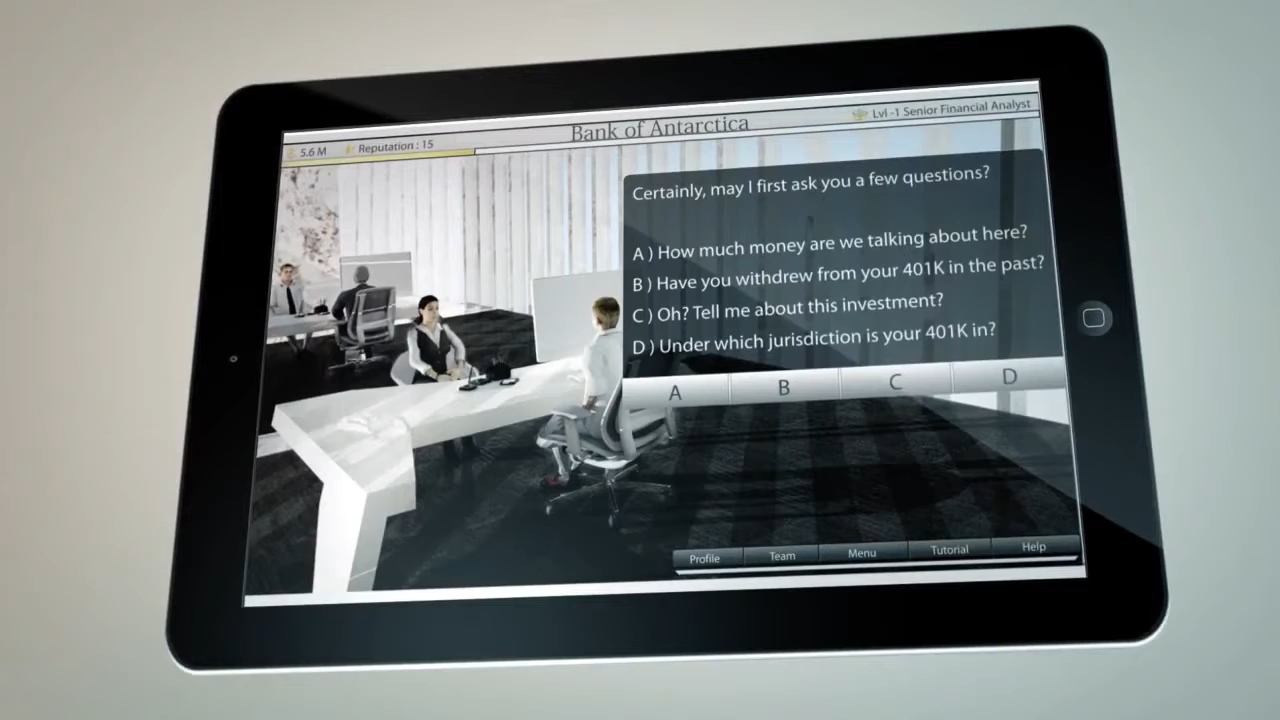 Bank of Antarctica
5.6 M
Reputation : 15
Lvl -1 Senior Financial Analyst
Certainly, may I first ask you a few questions?
A ) How much money are we talking about here?
B ) Have you withdrew from your 401K in the past?
C ) Oh? Tell me about this investment?
D ) Under which jurisdiction is your 401K in?
A B C D
Profile Team Menu Tutorial Help